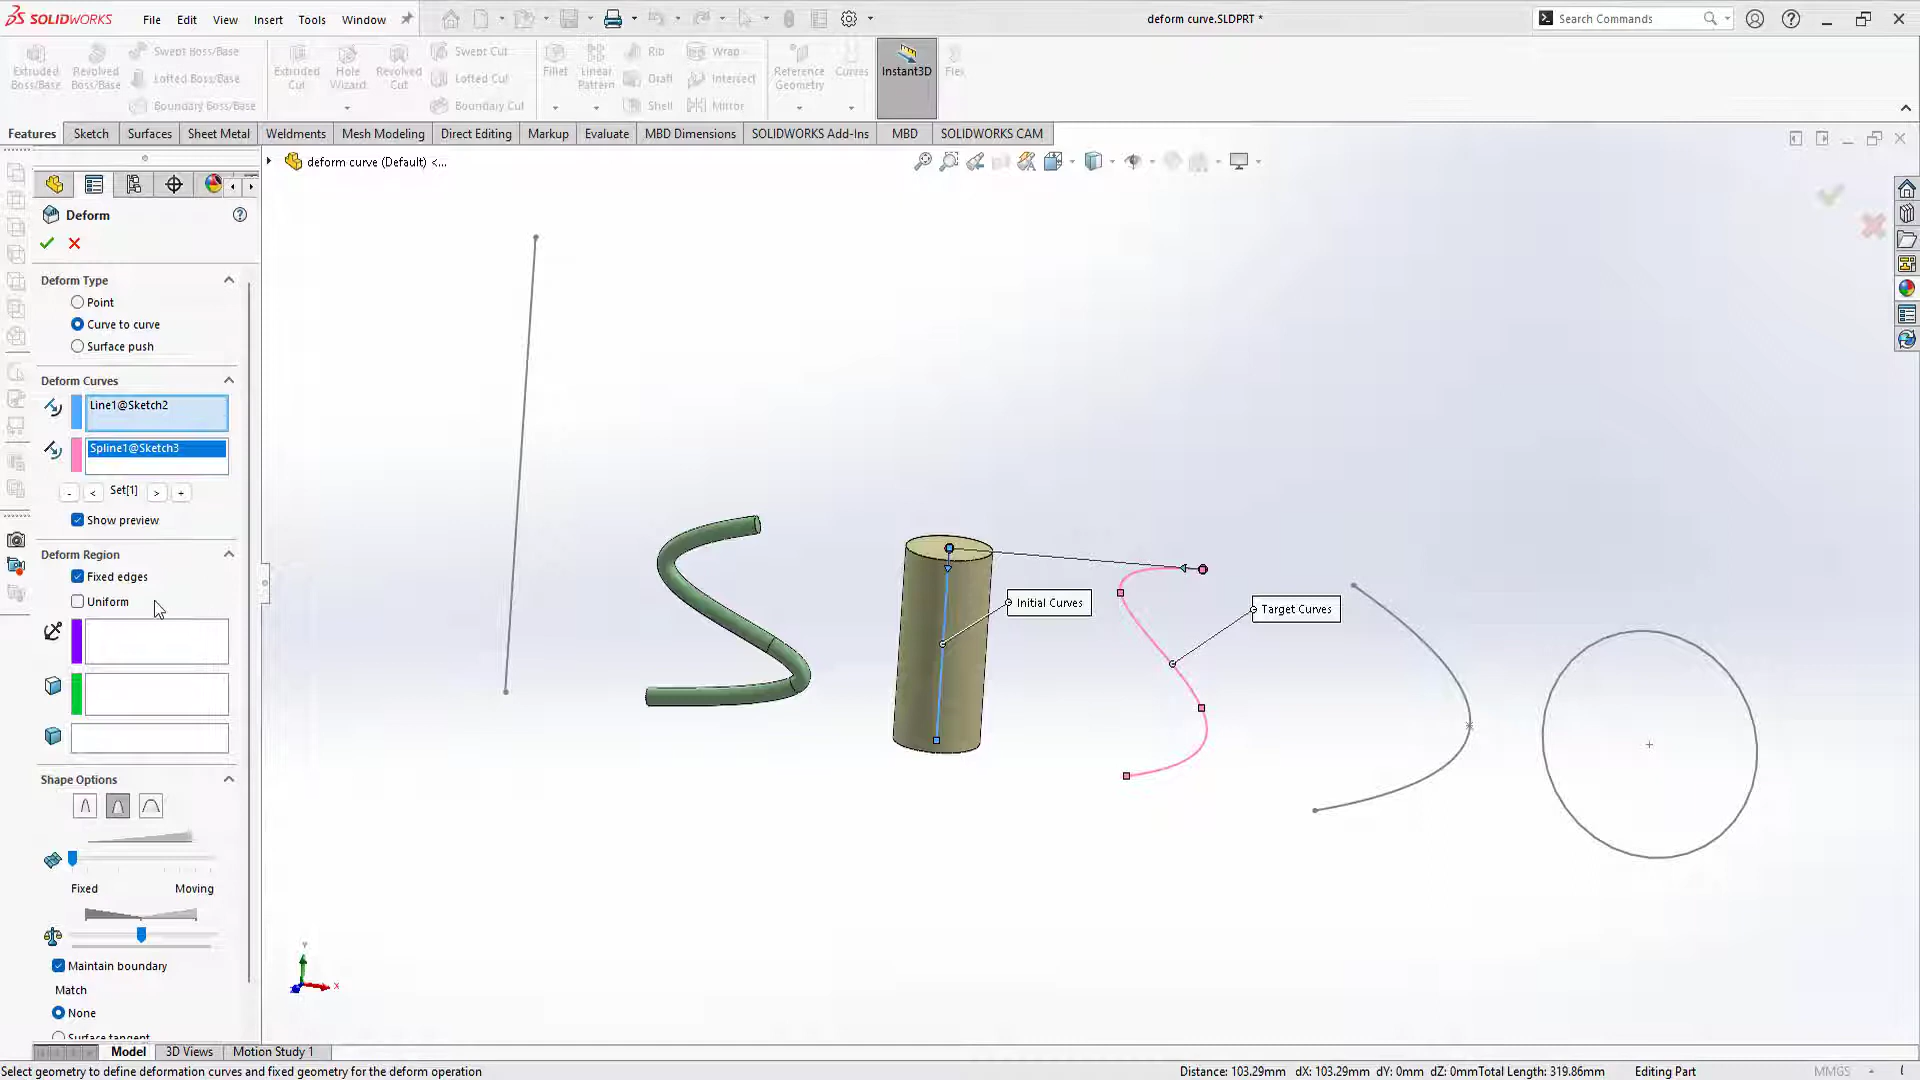 SOLIDWORKS
File
Edit
View
Insert
Tools
Window
deform curve.SLDPRT *
Search Commands
Extruded Boss/Base
Revolved Boss/Base
Swept Boss/Base
Lofted Boss/Base
Boundary Boss/Base
Extruded Cut
Hole Wizard
Revolved Cut
Swept Cut
Lofted Cut
Boundary Cut
Fillet
Linear Pattern
Rib
Draft
Shell
Wrap
Intersect
Mirror
Reference Geometry
Curves
Instant3D
Flex
Features
Sketch
Surfaces
Sheet Metal
Weldments
Mesh Modeling
Direct Editing
Markup
Evaluate
MBD Dimensions
SOLIDWORKS Add-Ins
MBD
SOLIDWORKS CAM
deform curve (Default) <...
Deform
Deform Type
Point
Curve to curve
Surface push
Deform Curves
Line1@Sketch2
Spline1@Sketch3
- < Set[1] > +
Show preview
Deform Region
Fixed edges
Uniform
Shape Options
Fixed
Moving
Maintain boundary
Match
None
Surface tangent
Initial Curves
Target Curves
Y
X
Model
3D Views
Motion Study 1
Select geometry to define deformation curves and fixed geometry for the deform operation
Distance: 103.29mm dX: 103.29mm dY: 0mm dZ: 0mmTotal Length: 319.86mm
Editing Part
MMGS